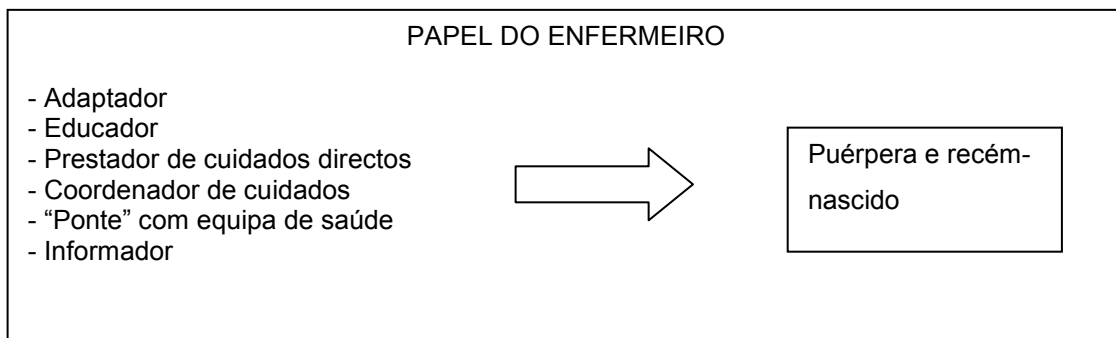 PAPEL DO ENFERMEIRO
- Adaptador
- Educador
- Prestador de cuidados directos
- Coordenador de cuidados
- “Ponte” com equipa de saúde
- Informador
Puérpera e recém-
nascido